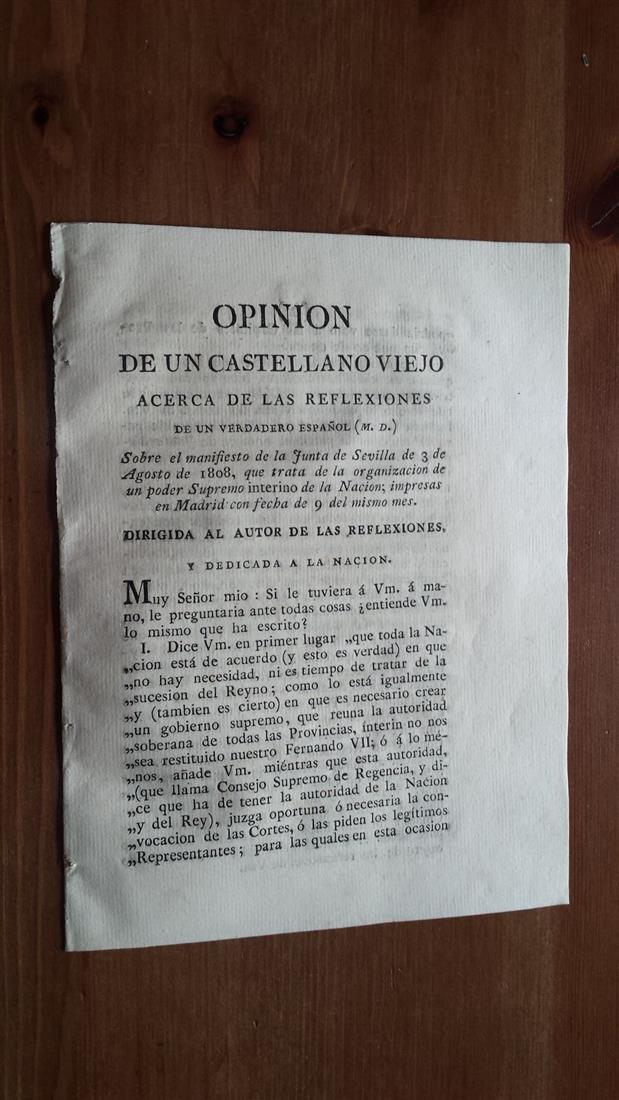 OPINION
DE UN CASTELLANO VIEJO
ACERCA DE LAS REFLEXIONES
DE UN VERDADERO ESPAÑOL (M. D.)
Sobre el manifiesto de la Junta de Sevilla de 3 de
Agosto de 1808, que trata de la organizacion de
un poder Supremo interino de la Nacion; impresas
en Madrid con fecha de 9 del mismo mes.
DIRIGIDA AL AUTOR DE LAS REFLEXIONES,
Y DEDICADA A LA NACION.
Muy Señor mio : Si le tuviera á Vm. á ma-
no, le preguntaria ante todas cosas ¿entiende Vm.
lo mismo que ha escrito?
I. Dice Vm. en primer lugar „que toda la Na-
„cion está de acuerdo (y esto es verdad) en que
„no hay necesidad, ni es tiempo de tratar de la
„sucesion del Reyno; como lo está igualmente
„y (tambien es cierto) en que es necesario crear
„un gobierno supremo, que reuna la autoridad
„soberana de todas las Provincias, ínterin no nos
„sea restituido nuestro Fernando VII; ó á lo mé-
„nos, añade Vm. miéntras que esta autoridad,
„(que llama Consejo Supremo de Regencia, y di-
„ce que ha de tener la autoridad de la Nacion
„y del Rey), juzga oportuna ó necesaria la con-
„vocacion de las Cortes, ó las piden los legítimos
„Representantes; para las quales en esta ocasion